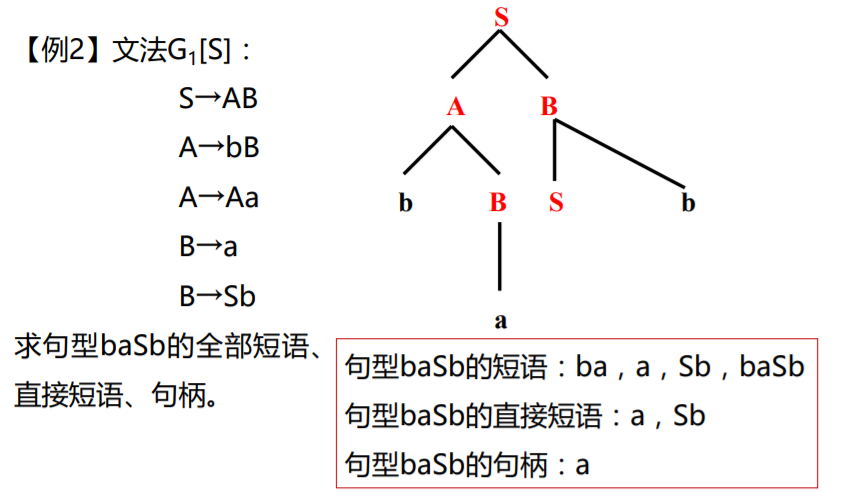 【例2】文法G₁[S]：
S→AB
A→bB
A→Aa
B→a
B→Sb
求句型baSb的全部短语、
直接短语、句柄。
S
A B
b B S b
a
句型baSb的短语：ba，a，Sb，baSb
句型baSb的直接短语：a，Sb
句型baSb的句柄：a